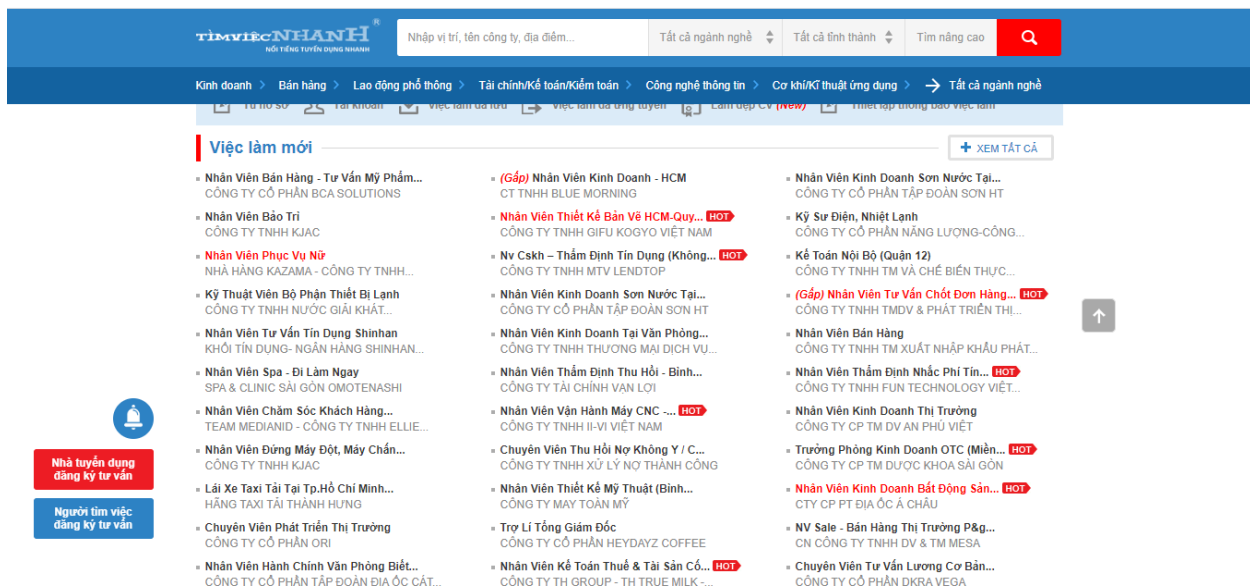 TÌMVIỆCNHANH®
NỔI TIẾNG TUYỂN DỤNG NHANH
Nhập vị trí, tên công ty, địa điểm...
Tất cả ngành nghề
Tất cả tỉnh thành
Tìm nâng cao
Kinh doanh > Bán hàng > Lao động phổ thông > Tài chính/Kế toán/Kiểm toán > Công nghệ thông tin > Cơ khí/Kĩ thuật ứng dụng > → Tất cả ngành nghề
Tủ hồ sơ Tài khoản Việc làm đã lưu Việc làm đã ứng tuyển Làm đẹp CV (New) Thiết lập thông báo việc làm
Việc làm mới
+ XEM TẤT CẢ
Nhân Viên Bán Hàng - Tư Vấn Mỹ Phẩm...
CÔNG TY CỔ PHẦN BCA SOLUTIONS
Nhân Viên Bảo Trì
CÔNG TY TNHH KJAC
Nhân Viên Phục Vụ Nữ
NHÀ HÀNG KAZAMA - CÔNG TY TNHH...
Kỹ Thuật Viên Bộ Phận Thiết Bị Lạnh
CÔNG TY TNHH NƯỚC GIẢI KHÁT...
Nhân Viên Tư Vấn Tín Dụng Shinhan
KHỐI TÍN DỤNG- NGÂN HÀNG SHINHAN...
Nhân Viên Spa - Đi Làm Ngay
SPA & CLINIC SÀI GÒN OMOTENASHI
Nhân Viên Chăm Sóc Khách Hàng...
TEAM MEDIANID - CÔNG TY TNHH ELLIE...
Nhân Viên Đứng Máy Đột, Máy Chấn...
CÔNG TY TNHH KJAC
Lái Xe Taxi Tải Tại Tp.Hồ Chí Minh...
HÃNG TAXI TẢI THÀNH HƯNG
Chuyên Viên Phát Triển Thị Trường
CÔNG TY CỔ PHẦN ORI
Nhân Viên Hành Chính Văn Phòng Biết...
CÔNG TY CỔ PHẦN TẬP ĐOÀN ĐỊA ỐC CÁT...
(Gấp) Nhân Viên Kinh Doanh - HCM
CT TNHH BLUE MORNING
Nhân Viên Thiết Kế Bản Vẽ HCM-Quy... HOT
CÔNG TY TNHH GIFU KOGYO VIỆT NAM
Nv Cskh – Thẩm Định Tín Dụng (Không... HOT
CÔNG TY TNHH MTV LENDTOP
Nhân Viên Kinh Doanh Sơn Nước Tại...
CÔNG TY CỔ PHẦN TẬP ĐOÀN SƠN HT
Nhân Viên Kinh Doanh Tại Văn Phòng...
CÔNG TY TNHH THƯƠNG MẠI DỊCH VỤ...
Nhân Viên Thẩm Định Thu Hồi - Bình...
CÔNG TY TÀI CHÍNH VẠN LỢI
Nhân Viên Vận Hành Máy CNC -... HOT
CÔNG TY TNHH II-VI VIỆT NAM
Chuyên Viên Thu Hồi Nợ Không Y / C...
CÔNG TY TNHH XỬ LÝ NỢ THÀNH CÔNG
Nhân Viên Thiết Kế Mỹ Thuật (Bình...
CÔNG TY MAY TOÀN MỸ
Trợ Lí Tổng Giám Đốc
CÔNG TY CỔ PHẦN HEYDAYZ COFFEE
Nhân Viên Kế Toán Thuế & Tài Sản Cố... HOT
CÔNG TY TH GROUP - TH TRUE MILK -...
Nhân Viên Kinh Doanh Sơn Nước Tại...
CÔNG TY CỔ PHẦN TẬP ĐOÀN SƠN HT
Kỹ Sư Điện, Nhiệt Lạnh
CÔNG TY CỔ PHẦN NĂNG LƯỢNG-CÔNG...
Kế Toán Nội Bộ (Quận 12)
CÔNG TY TNHH TM VÀ CHẾ BIẾN THỰC...
(Gấp) Nhân Viên Tư Vấn Chốt Đơn Hàng... HOT
CÔNG TY TNHH TMDV & PHÁT TRIỂN THỊ...
Nhân Viên Bán Hàng
CÔNG TY TNHH TM XUẤT NHẬP KHẨU PHÁT...
Nhân Viên Thẩm Định Nhắc Phí Tín... HOT
CÔNG TY TNHH FUN TECHNOLOGY VIỆT...
Nhân Viên Kinh Doanh Thị Trường
CÔNG TY CP TM DV AN PHÚ VIỆT
Trưởng Phòng Kinh Doanh OTC (Miền... HOT
CÔNG TY CP TM DƯỢC KHOA SÀI GÒN
Nhân Viên Kinh Doanh Bất Động Sản... HOT
CTY CP PT ĐỊA ỐC Á CHÂU
NV Sale - Bán Hàng Thị Trường P&g...
CN CÔNG TY TNHH DV & TM MESA
Chuyên Viên Tư Vấn Lương Cơ Bản...
CÔNG TY CỔ PHẦN DKRA VEGA
Nhà tuyển dụng
đăng ký tư vấn
Người tìm việc
đăng ký tư vấn